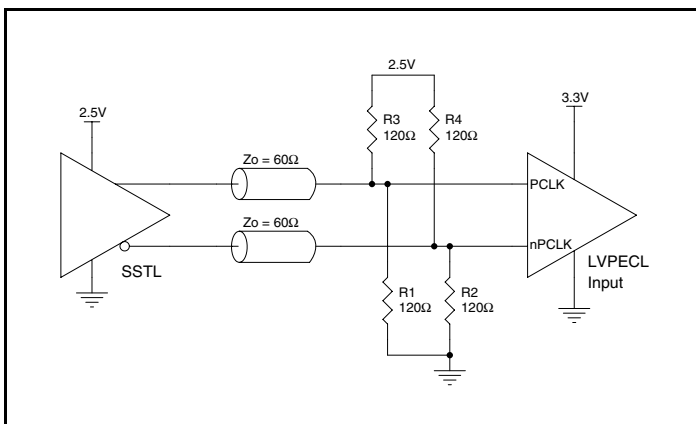 2.5V
2.5V
3.3V
R3
120Ω
R4
120Ω
Zo = 60Ω
PCLK
Zo = 60Ω
nPCLK
SSTL
LVPECL
Input
R1
120Ω
R2
120Ω